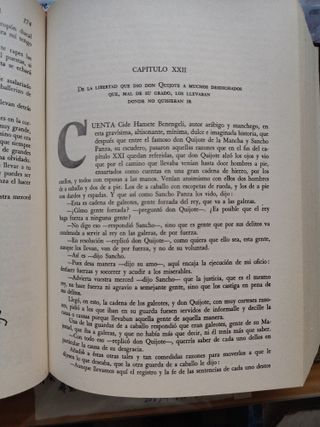 CAPITULO XXII
De la libertad que dio don Quijote a muchos desdichados
que, mal de su grado, los llevaban
donde no quisieran ir
CUENTA Cide Hamete Benengeli, autor arábigo y manchego, en
esta gravísima, altisonante, mínima, dulce e imaginada historia, que
después que entre el famoso don Quijote de la Mancha y Sancho
Panza, su escudero, pasaron aquellas razones que en el fin del ca-
pítulo XXI quedan referidas, que don Quijote alzó los ojos y vio que
por el camino que llevaba venían hasta doce hombres a pie,
ensartados como cuentas en una gran cadena de hierro, por los
cuellos, y todos con esposas a las manos. Venían ansimismo con ellos dos hombres
de a caballo y dos de a pie. Los de a caballo con escopetas de rueda, y los de a pie
con dardos y espadas. Y que así como Sancho Panza los vido, dijo:
—Esta es cadena de galeotes, gente forzada del rey, que va a las galeras.
—¿Cómo gente forzada? —preguntó don Quijote—. ¿Es posible que el rey
haga fuerza a ninguna gente?
—No digo eso —respondió Sancho—, sino que es gente que por sus delitos va
condenada a servir al rey en las galeras, de por fuerza.
—En resolución —replicó don Quijote—, como quiera que ello sea, esta gente,
aunque los llevan, van de por fuerza, y no de su voluntad.
—Así es —dijo Sancho.
—Pues desa manera —dijo su amo—, aquí encaja la ejecución de mi oficio:
desfacer fuerzas y socorrer y acudir a los miserables.
—Advierta vuestra merced —dijo Sancho— que la justicia, que es el mesmo
rey, no hace fuerza ni agravio a semejante gente, sino que los castiga en pena de
sus delitos.
Llegó, en esto, la cadena de los galeotes, y don Quijote, con muy corteses razo-
nes, pidió a los que iban en su guarda fuesen servidos de informalle y decille la causa
o causas porque llevaban aquella gente de aquella manera.
Una de las guardas de a caballo respondió que eran galeotes, gente de Su Ma-
jestad, que iba a galeras, y que no había más que decir, ni él tenía más que saber.
—Con todo eso —replicó don Quijote—, querría saber de cada uno dellos en
particular la causa de su desgracia.
Añadió a éstas otras tales y tan comedidas razones para moverlos a que le
dijesen lo que deseaba, que la otra guarda de a caballo le dijo:
—Aunque llevamos aquí el registro y la fe de las sentencias de cada uno destos